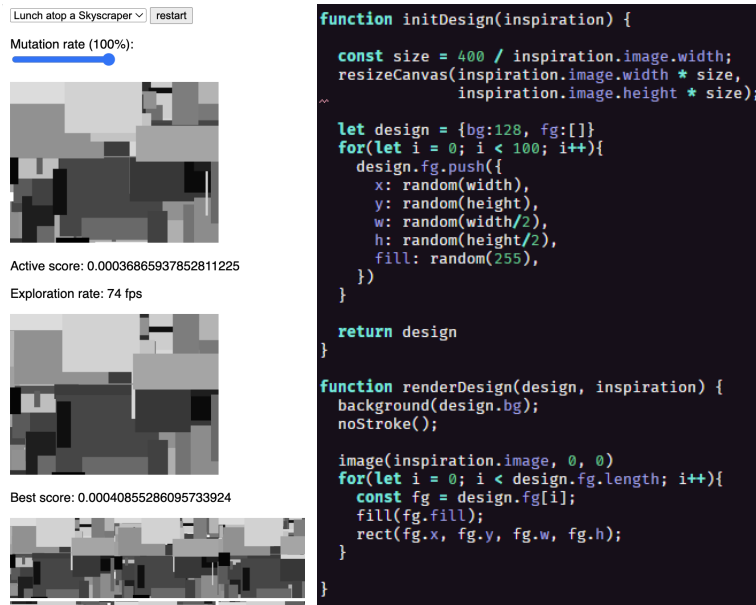 Lunch atop a Skyscraper
restart
Mutation rate (100%):
Active score: 0.00036865937852811225
Exploration rate: 74 fps
Best score: 0.00040855286095733924
function initDesign(inspiration) {
const size = 400 / inspiration.image.width;
resizeCanvas(inspiration.image.width * size,
inspiration.image.height * size);
let design = {bg:128, fg:[]}
for(let i = 0; i < 100; i++){
design.fg.push({
x: random(width),
y: random(height),
w: random(width/2),
h: random(height/2),
fill: random(255),
})
}
return design
}
function renderDesign(design, inspiration) {
background(design.bg);
noStroke();
image(inspiration.image, 0, 0)
for(let i = 0; i < design.fg.length; i++){
const fg = design.fg[i];
fill(fg.fill);
rect(fg.x, fg.y, fg.w, fg.h);
}
}